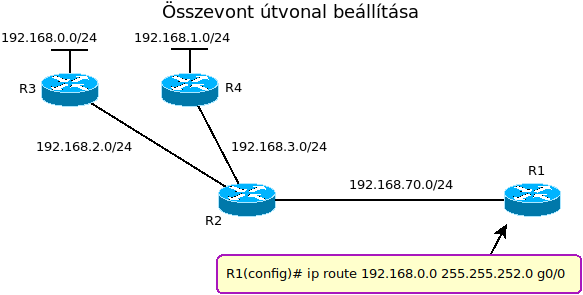 Összevont útvonal beállítása
192.168.0.0/24
192.168.1.0/24
R3
R4
192.168.2.0/24
192.168.3.0/24
R1
192.168.70.0/24
R2
R1(config)# ip route 192.168.0.0 255.255.252.0 g0/0